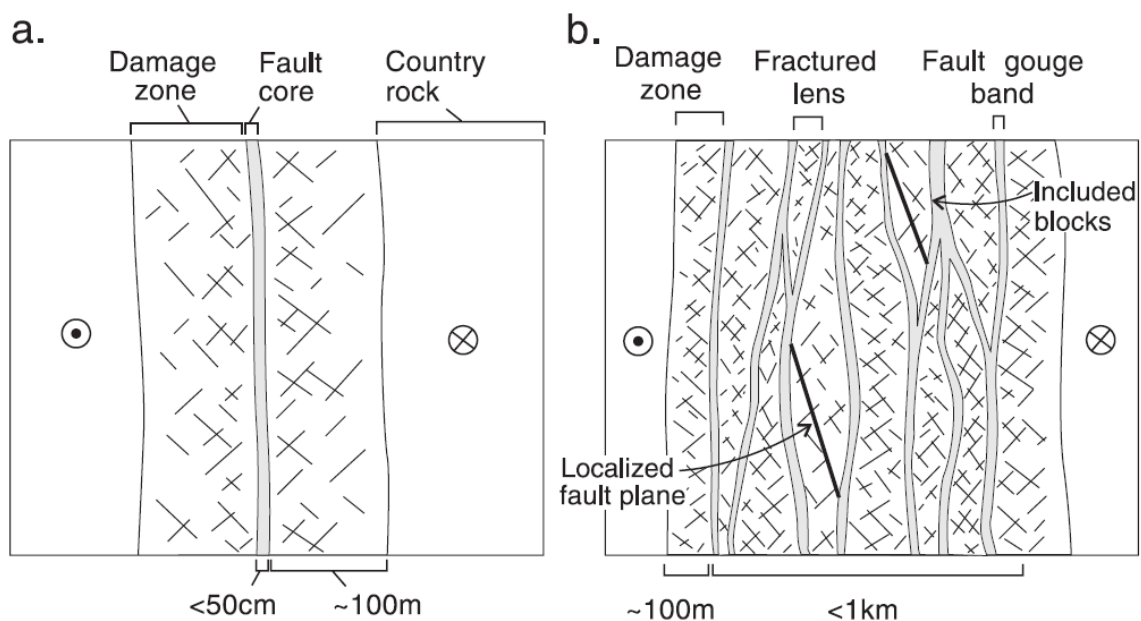 a.
Damage
zone
Fault
core
Country
rock
<50cm
~100m
b.
Damage
zone
Fractured
lens
Fault gouge
band
Included
blocks
Localized
fault plane
~100m
<1km